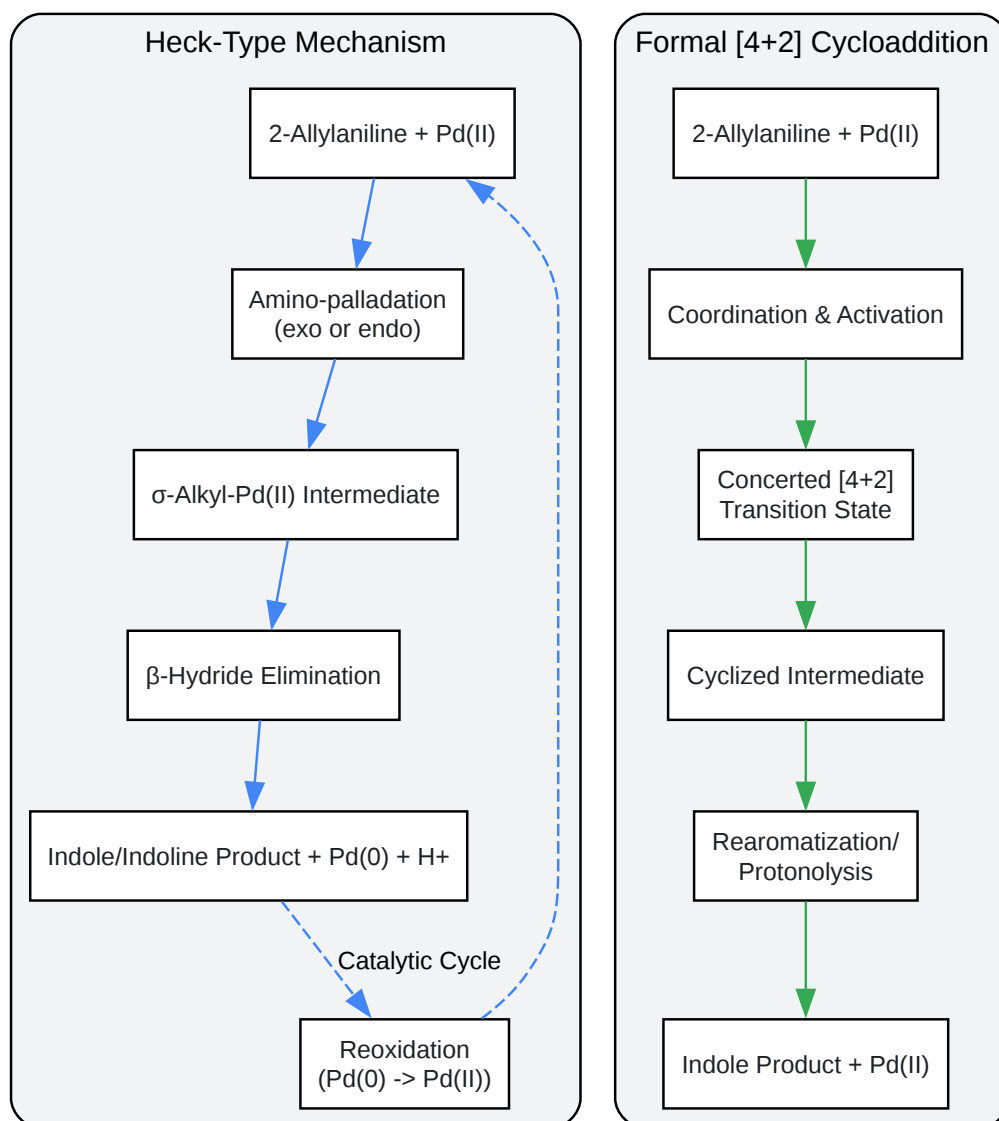 Heck-Type Mechanism
2-Allylaniline + Pd(II)
Amino-palladation
(exo or endo)
σ-Alkyl-Pd(II) Intermediate
β-Hydride Elimination
Indole/Indoline Product + Pd(0) + H+
Catalytic Cycle
Reoxidation
(Pd(0) -> Pd(II))
Formal [4+2] Cycloaddition
2-Allylaniline + Pd(II)
Coordination & Activation
Concerted [4+2]
Transition State
Cyclized Intermediate
Rearomatization/
Protonolysis
Indole Product + Pd(II)